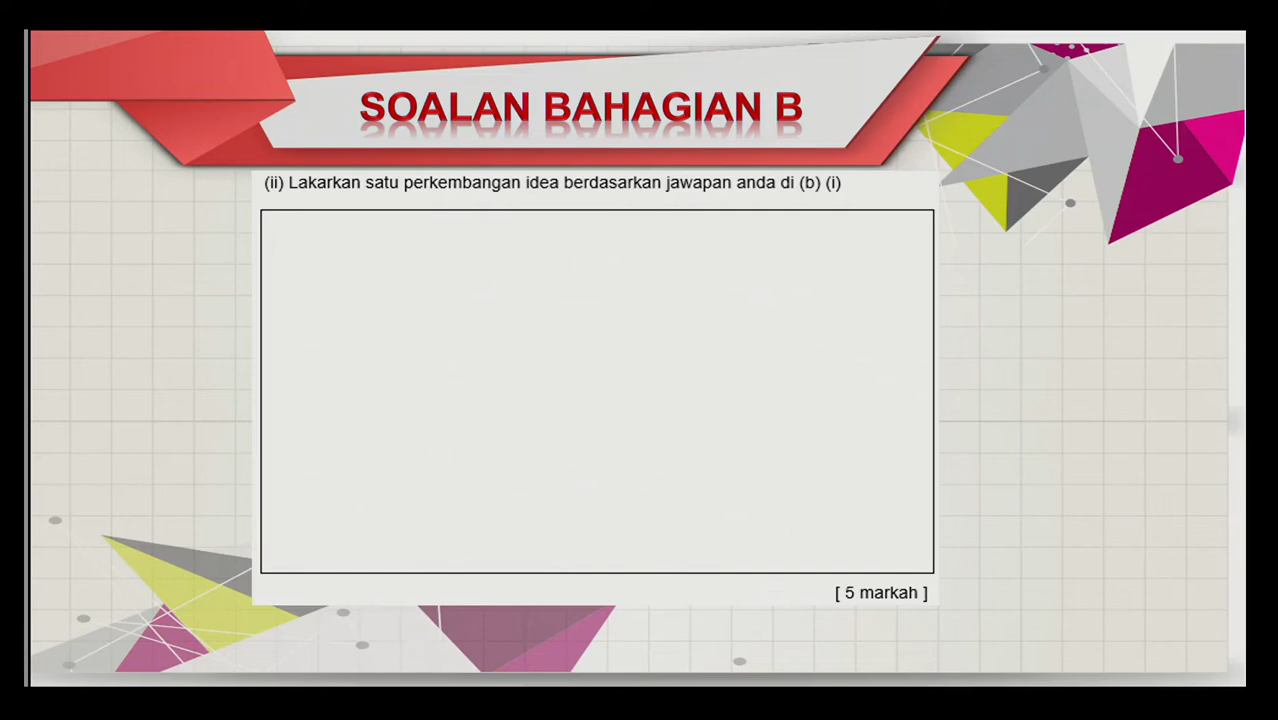 SOALAN BAHAGIAN B
(ii) Lakarkan satu perkembangan idea berdasarkan jawapan anda di (b) (i)
[ 5 markah ]